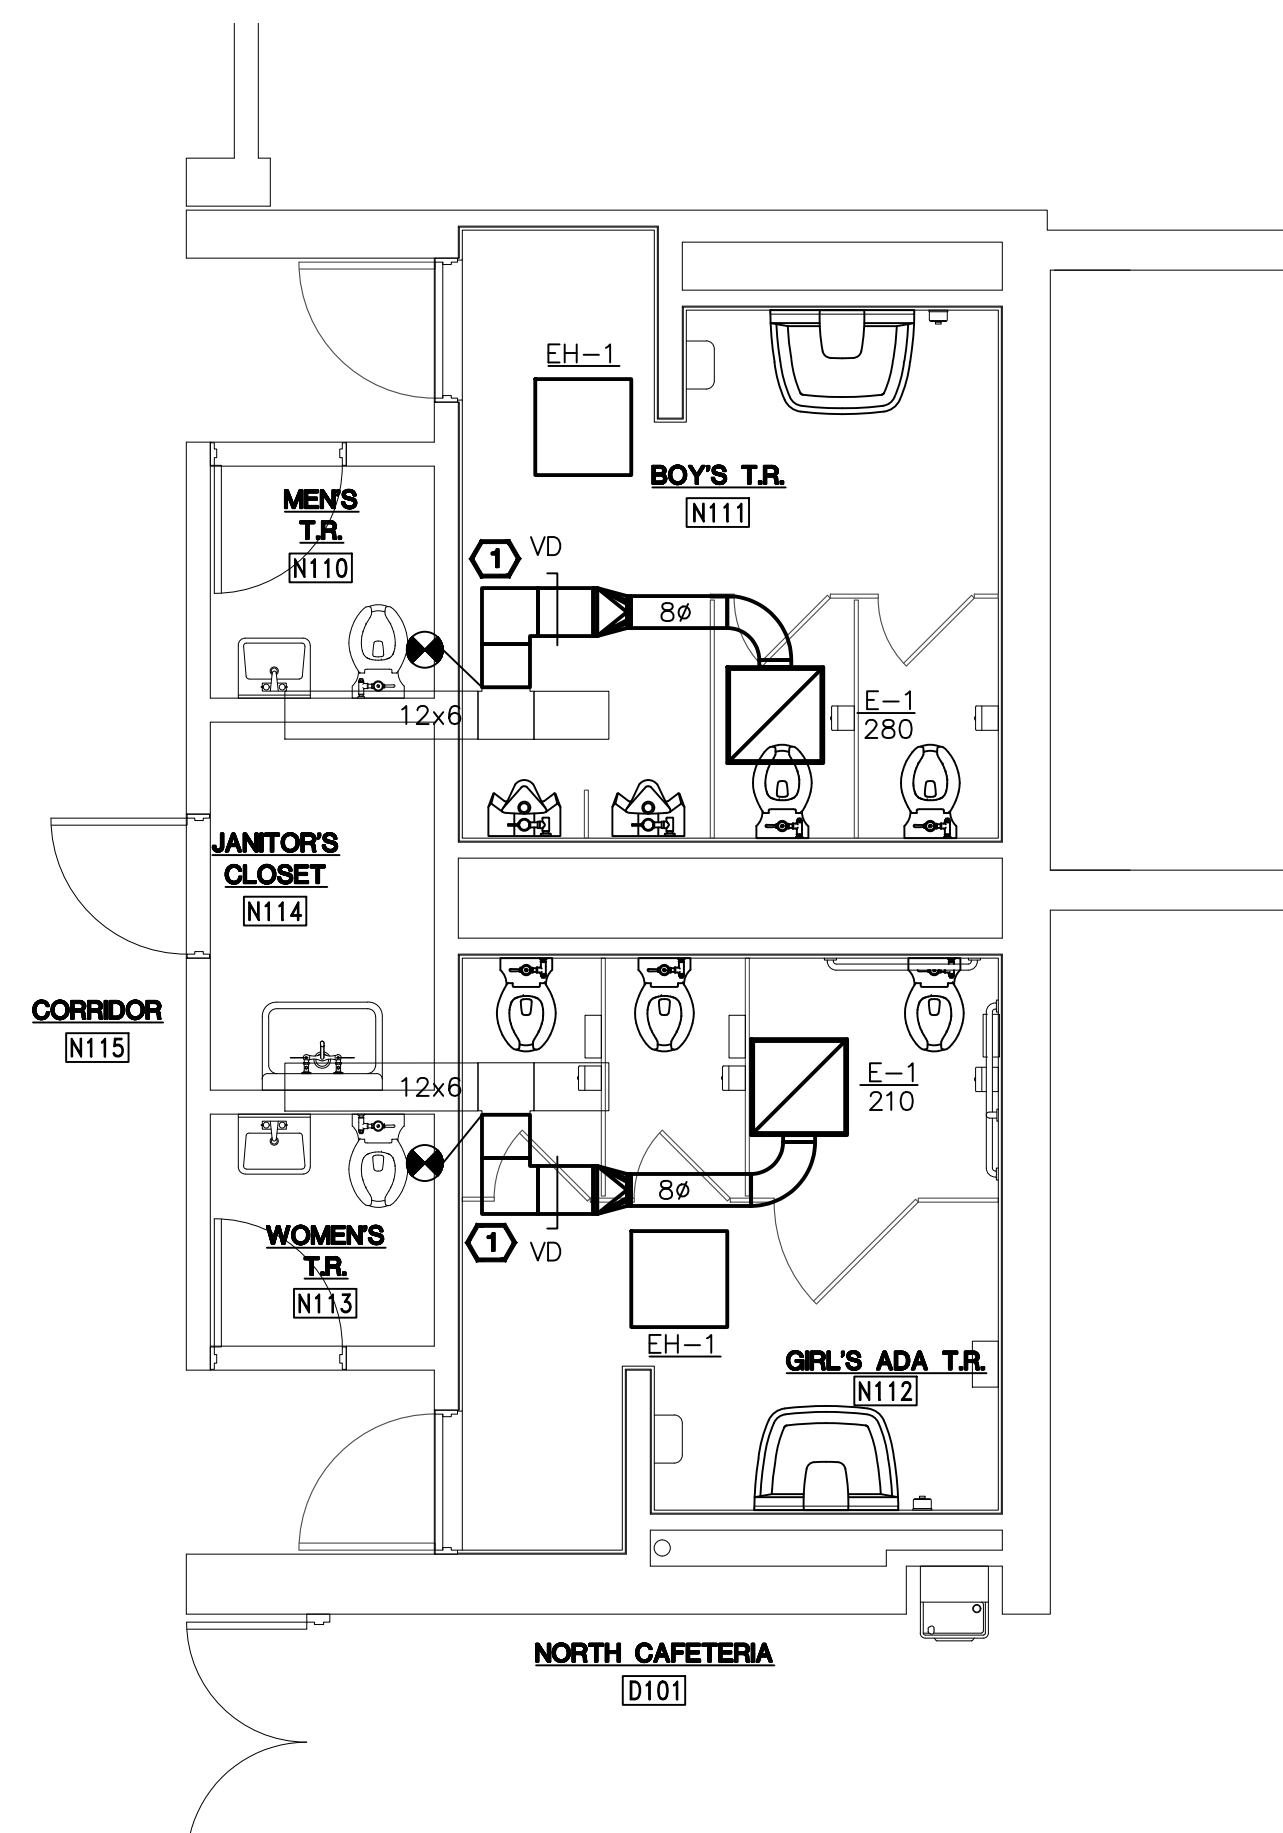 EH-1
BOY'S T.R.
N111
MEN'S
T.R.
N110
1
VD
8ø
E-1
280
12x6
JANITOR'S
CLOSET
N114
CORRIDOR
N115
12x6
E-1
210
8ø
1
VD
WOMEN'S
T.R.
N113
EH-1
GIRL'S ADA T.R.
N112
NORTH CAFETERIA
D101